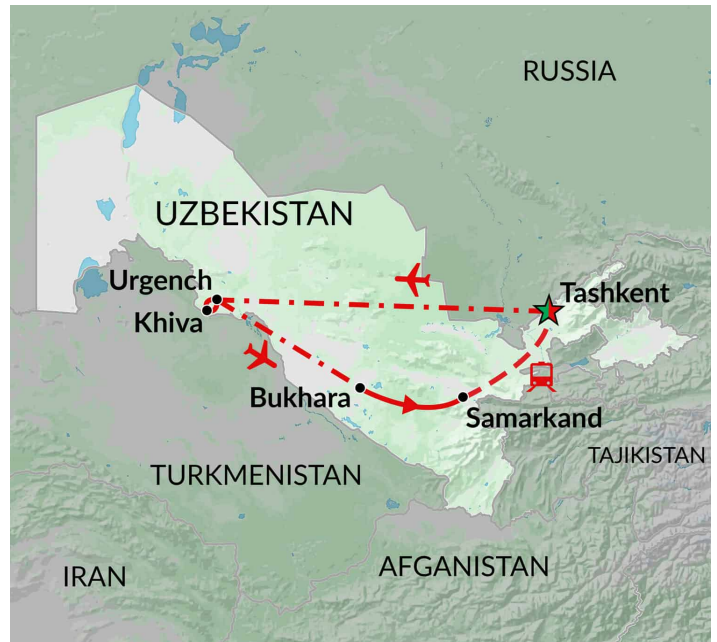 RUSSIA
UZBEKISTAN
Urgench
Tashkent
Khiva
Bukhara
Samarkand
TAJIKISTAN
TURKMENISTAN
AFGANISTAN
IRAN